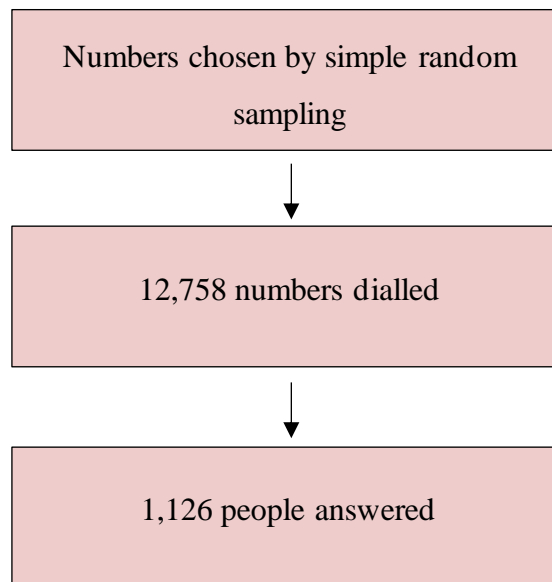 Numbers chosen by simple random
sampling
12,758 numbers dialled
1,126 people answered